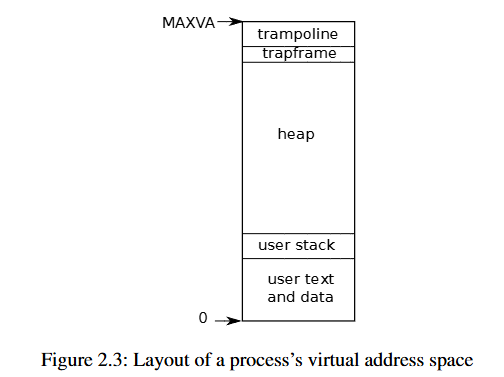 MAXVA
trampoline
trapframe
heap
user stack
user text
and data
0
Figure 2.3: Layout of a process's virtual address space